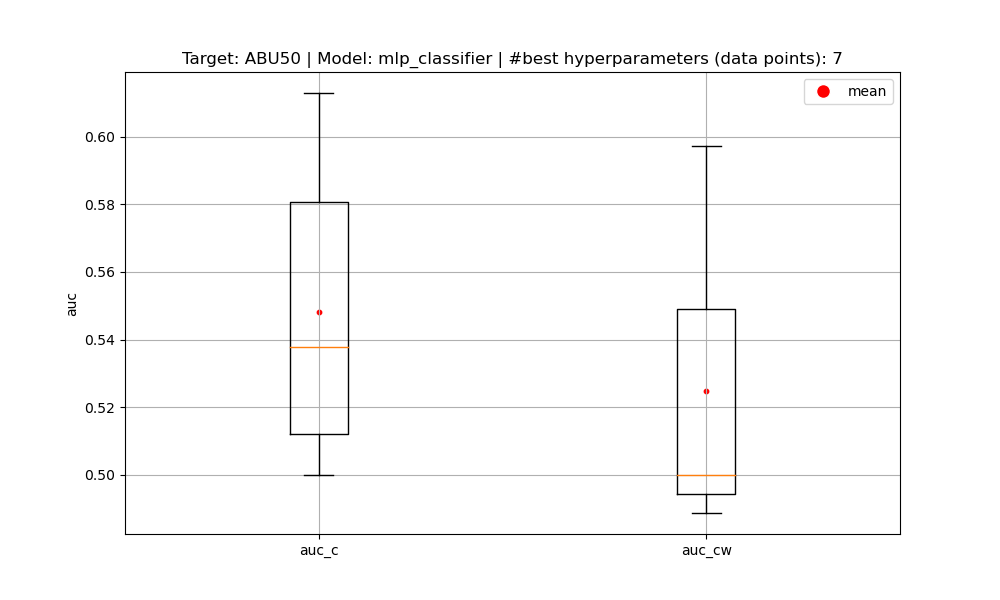 Target: ABU50 | Model: mlp_classifier | #best hyperparameters (data points): 7
mean
0.60
0.58
0.56
0.54
0.52
0.50
auc
auc_c
auc_cw